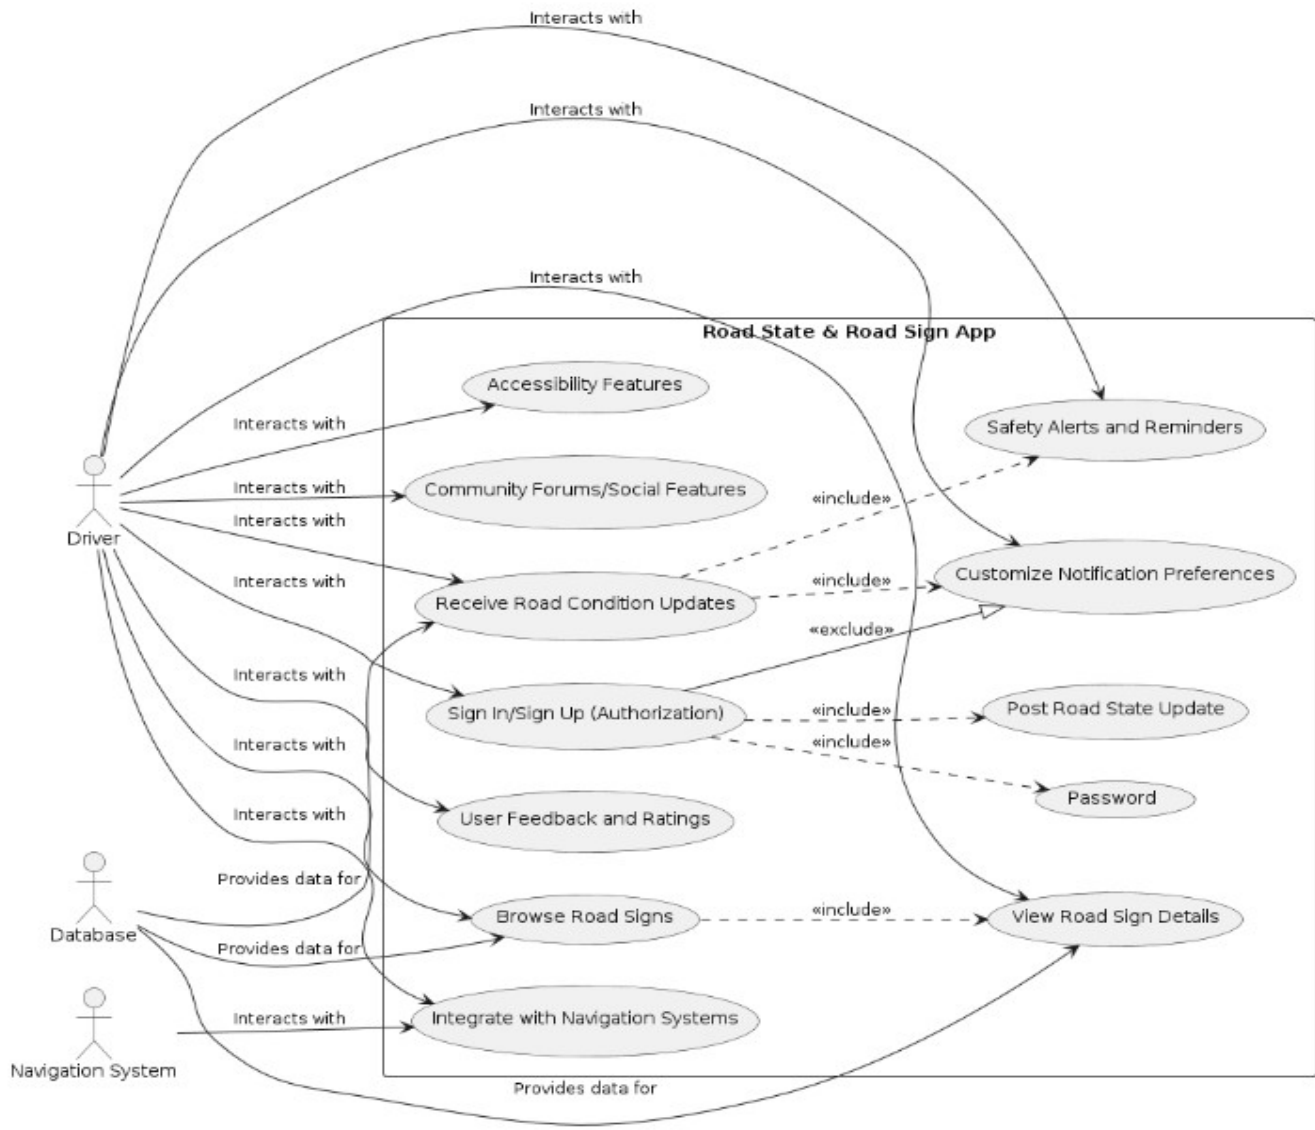 Interacts with
Interacts with
Interacts with
Road State & Road Sign App
Accessibility Features
Interacts with
Safety Alerts and Reminders
Interacts with
Community Forums/Social Features
«include»
Interacts with
Driver
Interacts with
«include»
Customize Notification Preferences
Receive Road Condition Updates
«exclude»
Interacts with
Sign In/Sign Up (Authorization)
«include»
Post Road State Update
«include»
Interacts with
Password
Interacts with
User Feedback and Ratings
Provides data for
Browse Road Signs
«include»
View Road Sign Details
Database
Provides data for
Interacts with
Integrate with Navigation Systems
Navigation System
Provides data for